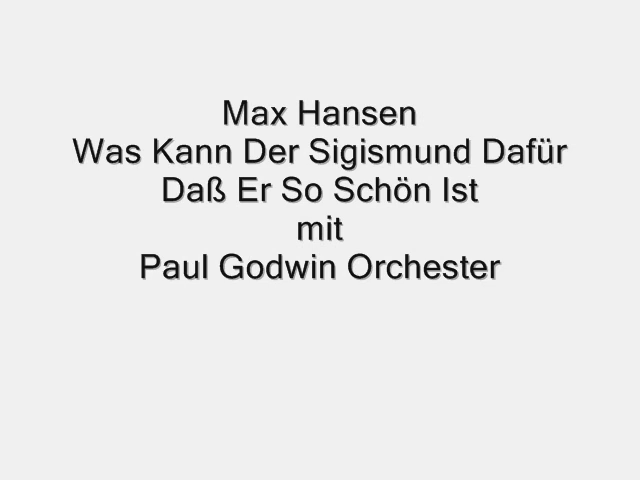 Max Hansen
Was Kann Der Sigismund Dafür
Daß Er So Schön Ist
mit
Paul Godwin Orchester